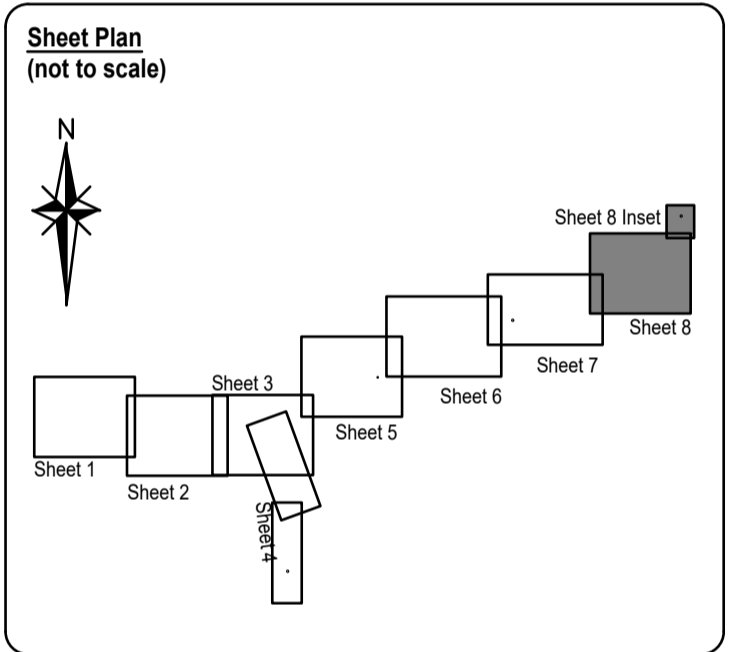 Sheet Plan
(not to scale)
N
Sheet 8 Inset
Sheet 8
Sheet 7
Sheet 6
Sheet 3
Sheet 5
Sheet 1
Sheet 2
Sheet 4